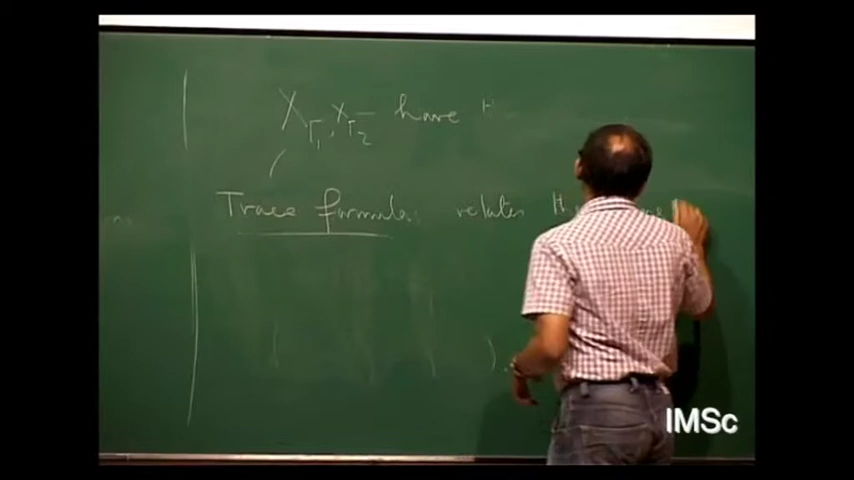 X_Γ₁, X_Γ₂ have
Trace formula relates
IMSc